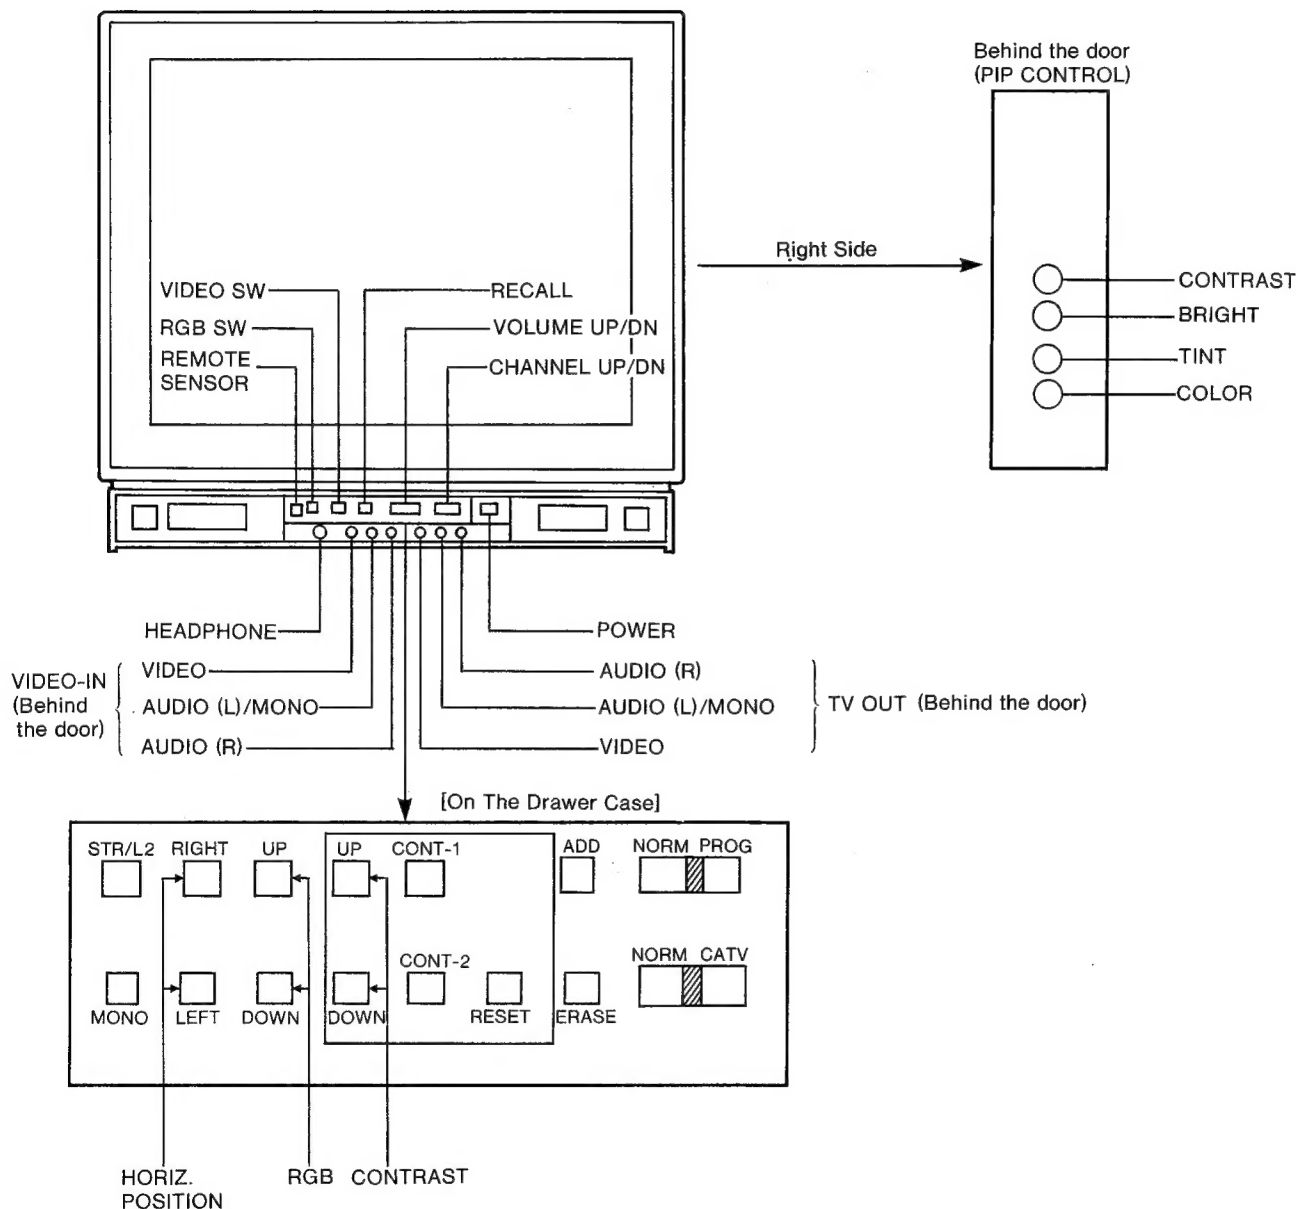 Behind the door
(PIP CONTROL)
Right Side
CONTRAST
BRIGHT
TINT
COLOR
VIDEO SW
RECALL
RGB SW
VOLUME UP/DN
REMOTE
SENSOR
CHANNEL UP/DN
HEADPHONE
POWER
VIDEO-IN
(Behind
the door)
VIDEO
AUDIO (L)/MONO
AUDIO (R)
AUDIO (R)
AUDIO (L)/MONO
VIDEO
TV OUT (Behind the door)
[On The Drawer Case]
STR/L2 RIGHT UP UP CONT-1 ADD NORM PROG
CONT-2 NORM CATV
MONO LEFT DOWN DOWN RESET ERASE
HORIZ.
POSITION
RGB CONTRAST